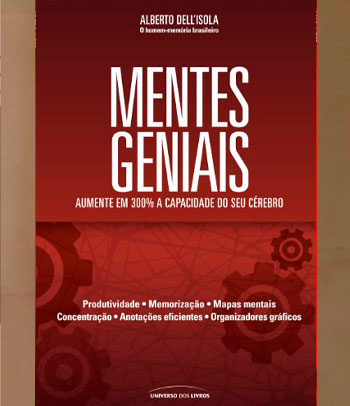 ALBERTO DELL'ISOLA
O homem-memória brasileiro
MENTES
GENIAIS
AUMENTE EM 300% A CAPACIDADE DO SEU CÉREBRO
Produtividade • Memorização • Mapas mentais
Concentração • Anotações eficientes • Organizadores gráficos
UNIVERSO DOS LIVROS